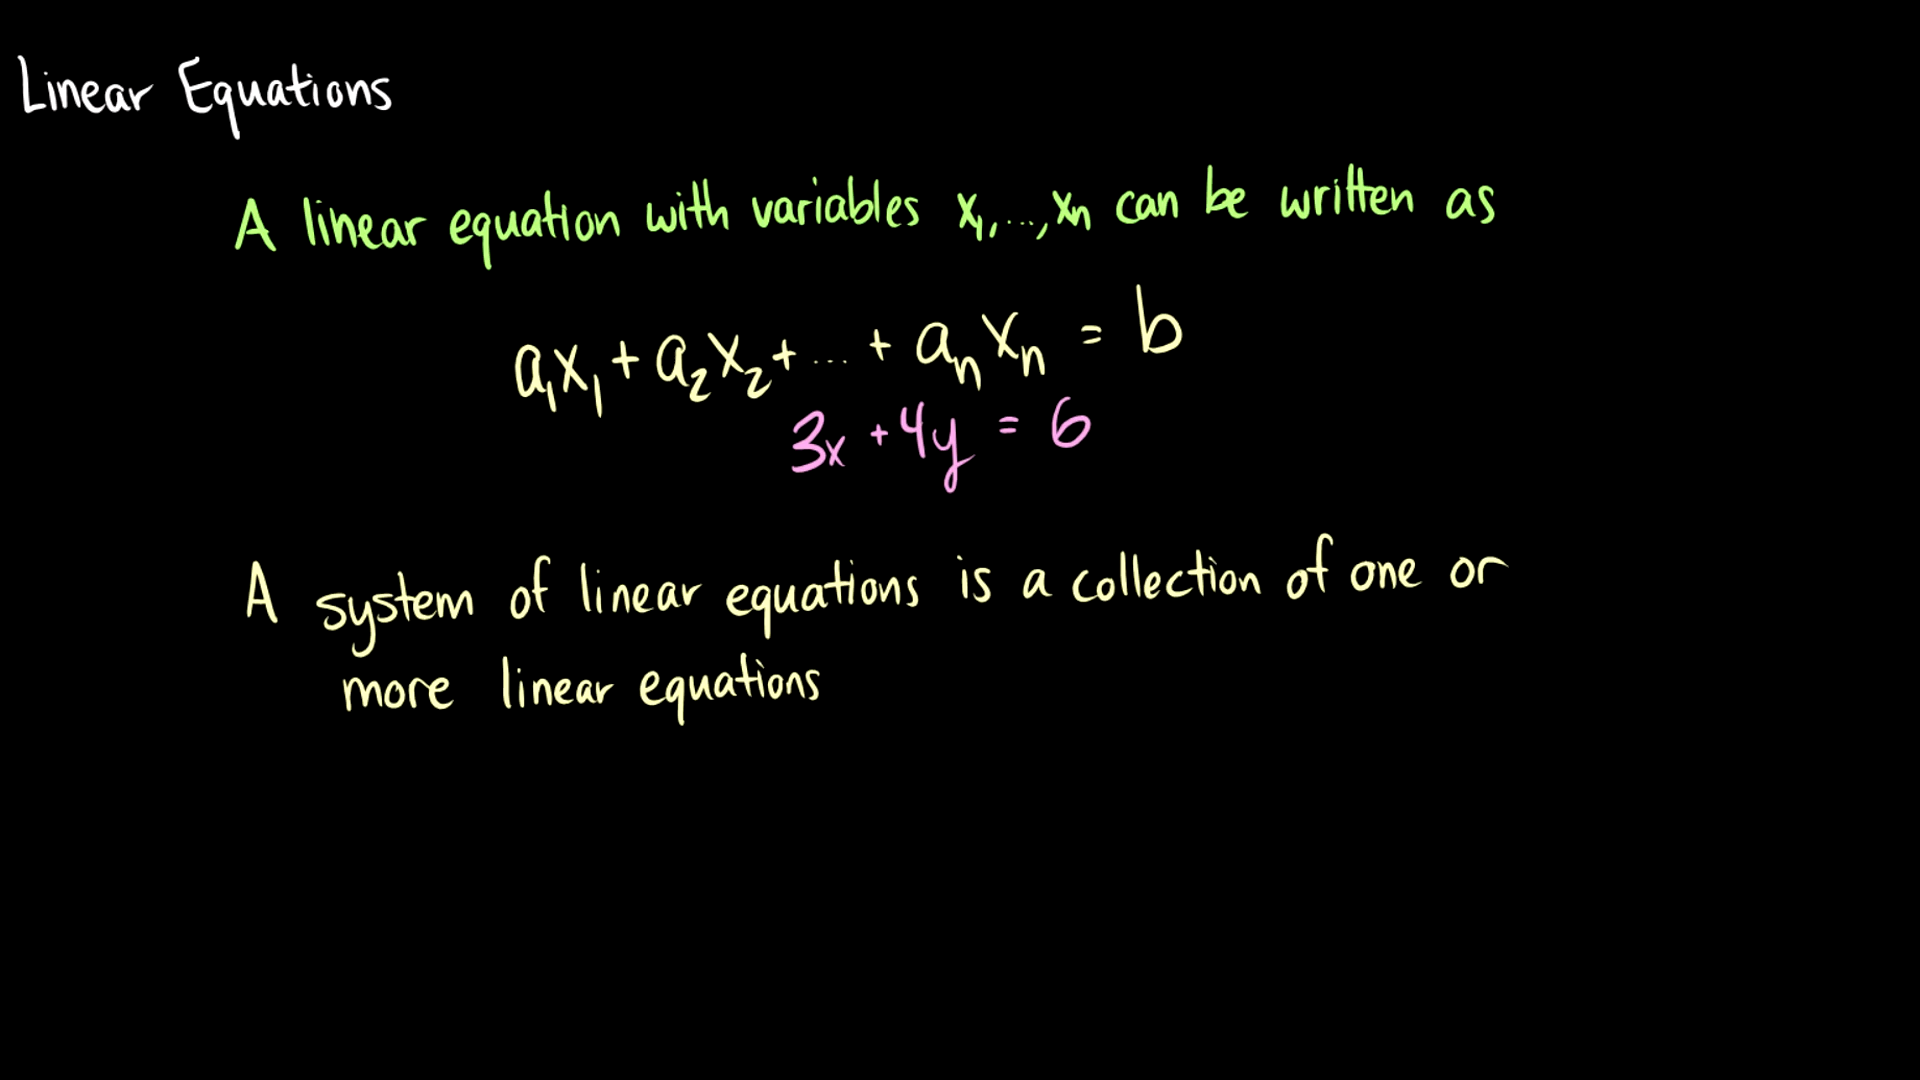 Linear Equations
A linear equation with variables x₁,...,xₙ can be written as
a₁x₁ + a₂x₂ + ... + aₙxₙ = b
3x + 4y = 6
A system of linear equations is a collection of one or
more linear equations